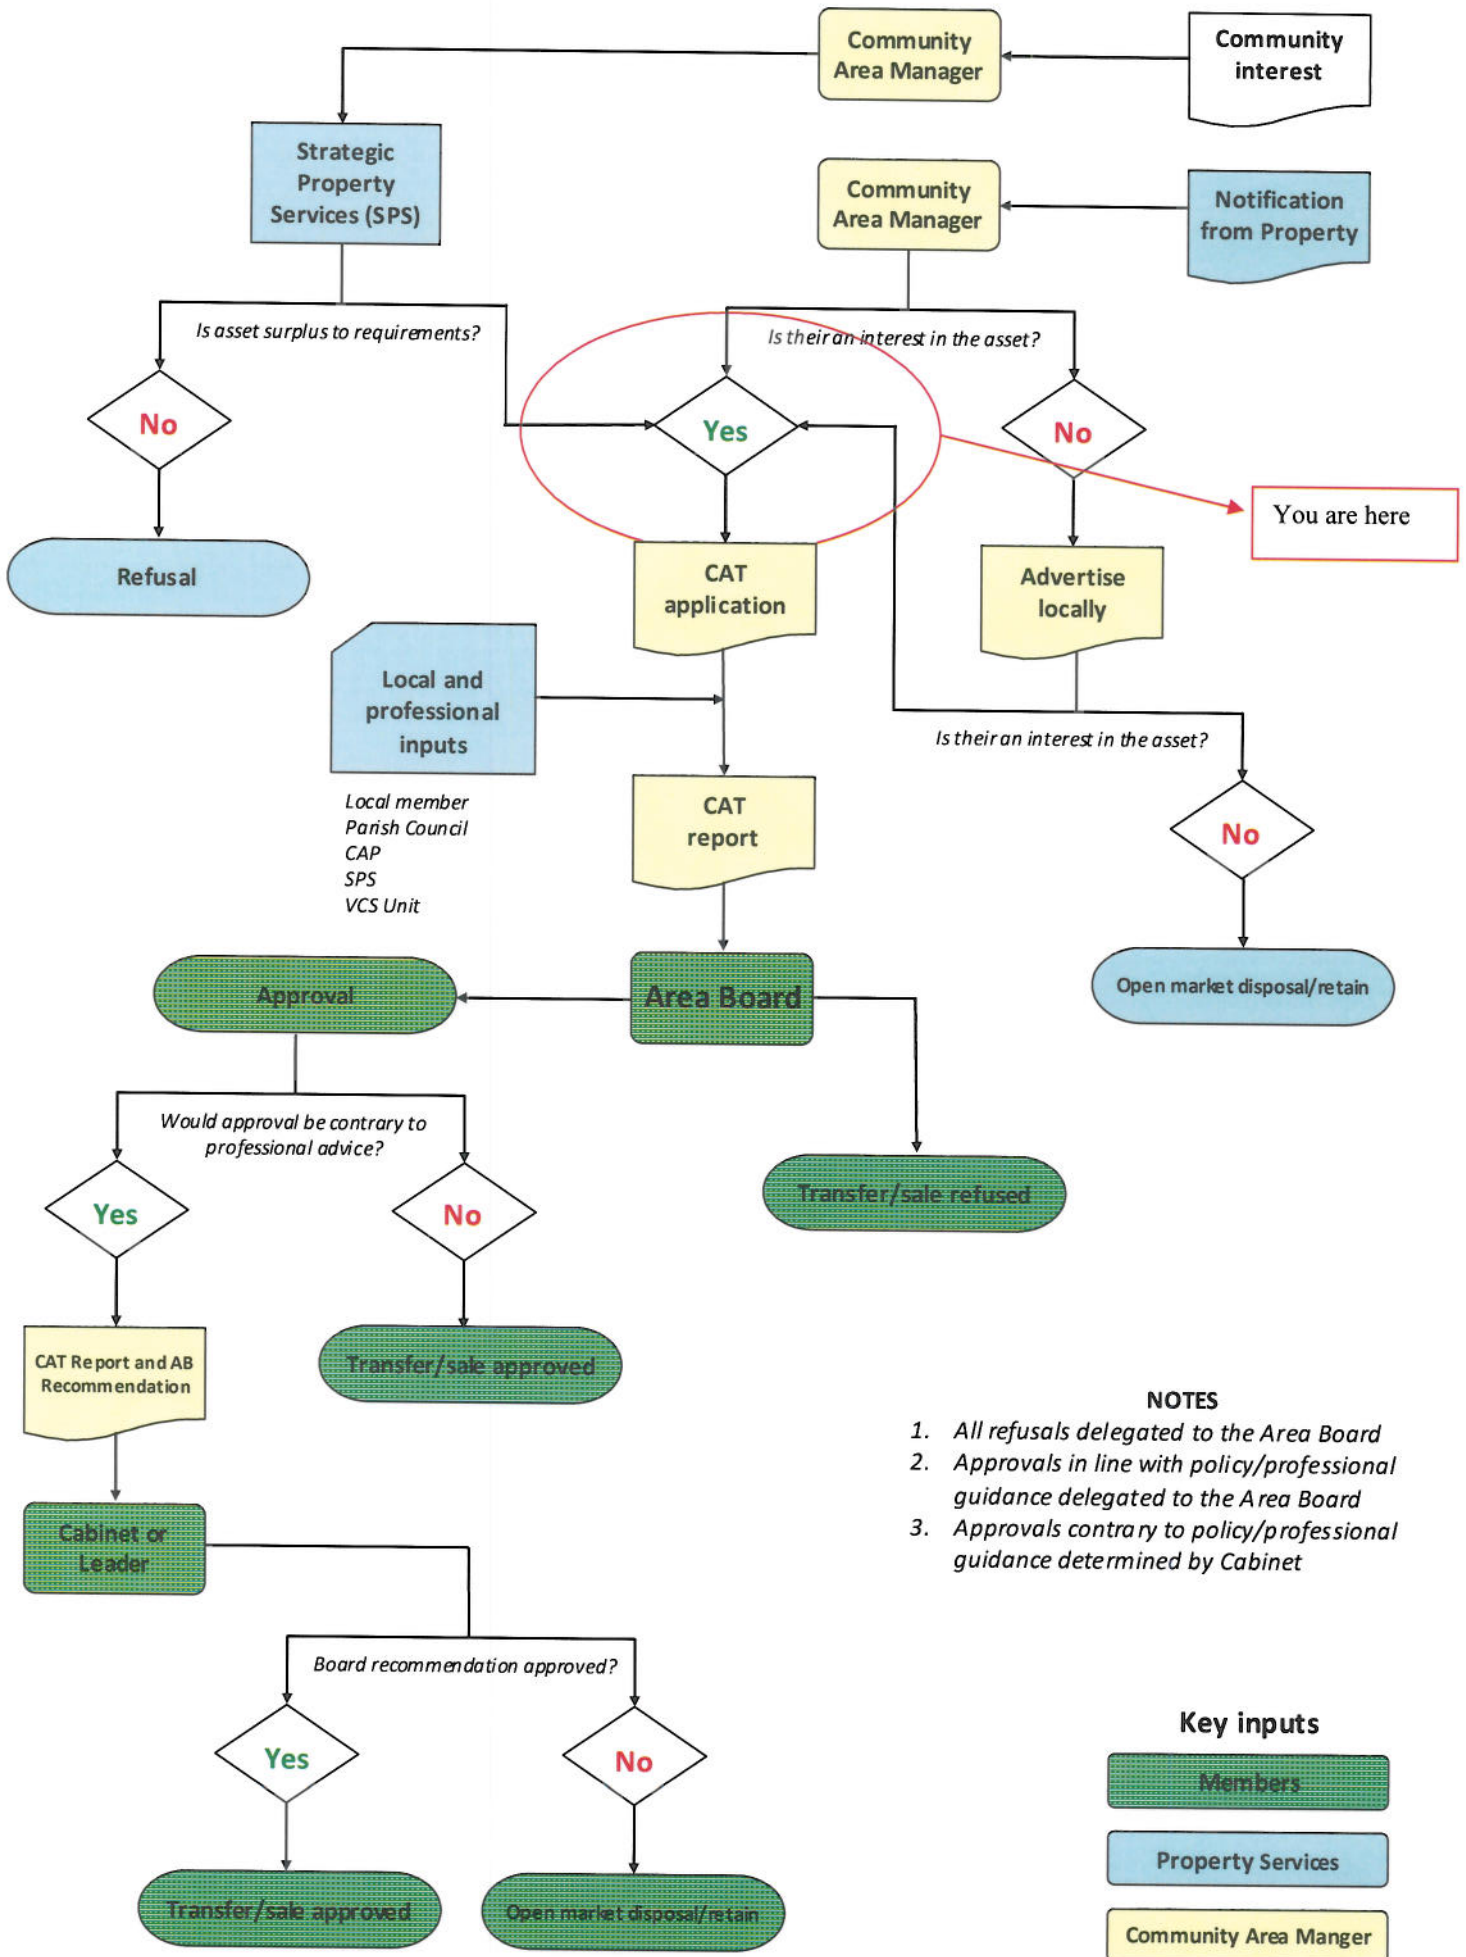 Community
Area Manager
Community
interest
Strategic
Property
Services (SPS)
Community
Area Manager
Notification
from Property
Is asset surplus to requirements?
Is their an interest in the asset?
No
Yes
No
You are here
Refusal
CAT
application
Advertise
locally
Local and
professional
inputs
Is their an interest in the asset?
Local member
Parish Council
CAP
SPS
VCS Unit
CAT
report
No
Approval
Area Board
Open market disposal/retain
Would approval be contrary to
professional advice?
Yes
No
Transfer/sale refused
CAT Report and AB
Recommendation
Transfer/sale approved
NOTES
1. All refusals delegated to the Area Board
2. Approvals in line with policy/professional
guidance delegated to the Area Board
3. Approvals contrary to policy/professional
guidance determined by Cabinet
Cabinet or
Leader
Board recommendation approved?
Yes
No
Transfer/sale approved
Open market disposal/retain
Key inputs
Members
Property Services
Community Area Manger